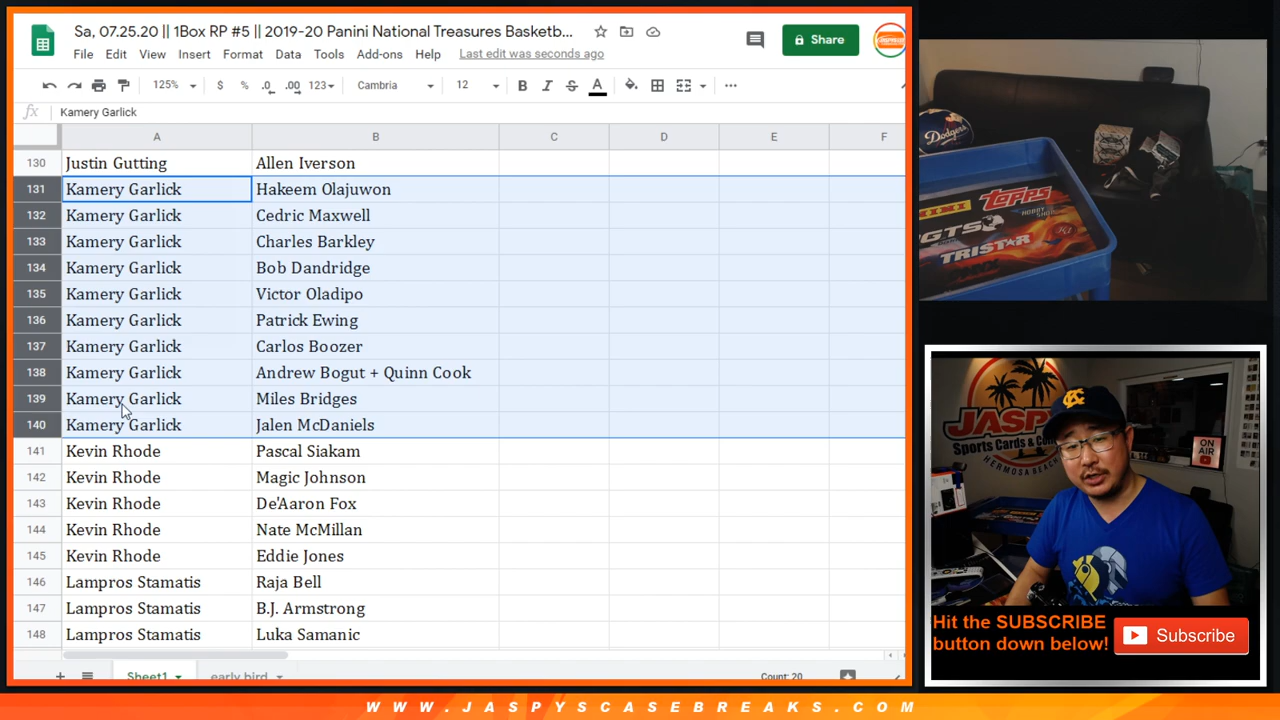 Sa, 07.25.20 || 1Box RP #5 || 2019-20 Panini National Treasures Basketb...
File Edit View Insert Format Data Tools Add-ons Help Last edit was seconds ago
Share
125% $ % .0 .00 123 Cambria 12 B I S A
fx Kamery Garlick
A B C D E F
130 Justin Gutting Allen Iverson
131 Kamery Garlick Hakeem Olajuwon
132 Kamery Garlick Cedric Maxwell
133 Kamery Garlick Charles Barkley
134 Kamery Garlick Bob Dandridge
135 Kamery Garlick Victor Oladipo
136 Kamery Garlick Patrick Ewing
137 Kamery Garlick Carlos Boozer
138 Kamery Garlick Andrew Bogut + Quinn Cook
139 Kamery Garlick Miles Bridges
140 Kamery Garlick Jalen McDaniels
141 Kevin Rhode Pascal Siakam
142 Kevin Rhode Magic Johnson
143 Kevin Rhode De'Aaron Fox
144 Kevin Rhode Nate McMillan
145 Kevin Rhode Eddie Jones
146 Lampros Stamatis Raja Bell
147 Lampros Stamatis B.J. Armstrong
148 Lampros Stamatis Luka Samanic
Sheet1 early bird Count: 20
Dodgers
TOPPS
HOBBY SHOP
GTS
TRISTAR
JASPY
Sports Cards & Co
HERMOSA BEACH
ON AIR
Hit the SUBSCRIBE
button down below!
Subscribe
WWW.JASPYSCASEBREAKS.COM